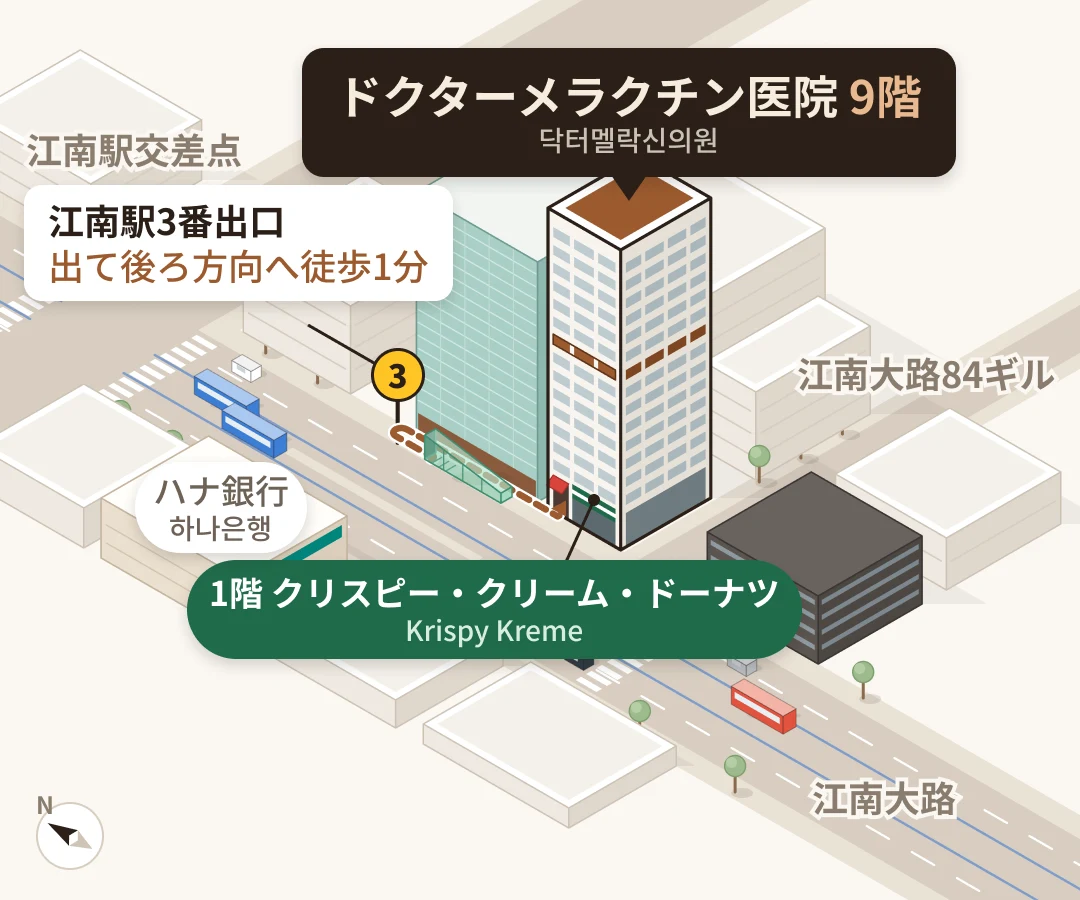 ドクターメラクチン医院 9階
닥터멜락신의원
江南駅交差点
江南駅3番出口
出て後ろ方向へ徒歩1分
3
江南大路84ギル
ハナ銀行
하나은행
1階 クリスピー・クリーム・ドーナツ
Krispy Kreme
江南大路
N